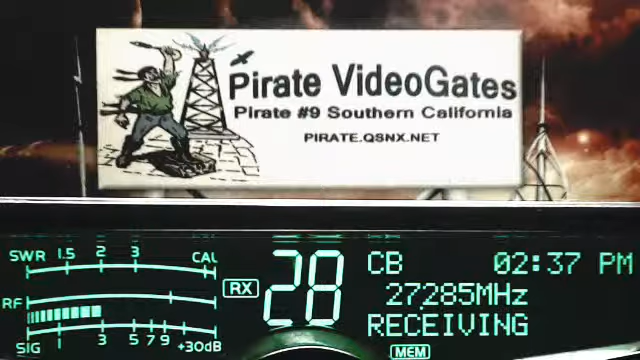 Pirate VideoGates
Pirate #9 Southern California
PIRATE.QSNX.NET
SWR 1.5 2 3 CAL
RX 28 CB 02:37 PM
RF 27285MHz
RECEIVING
SIG 1 3 5 7 9 +30dB
MEM